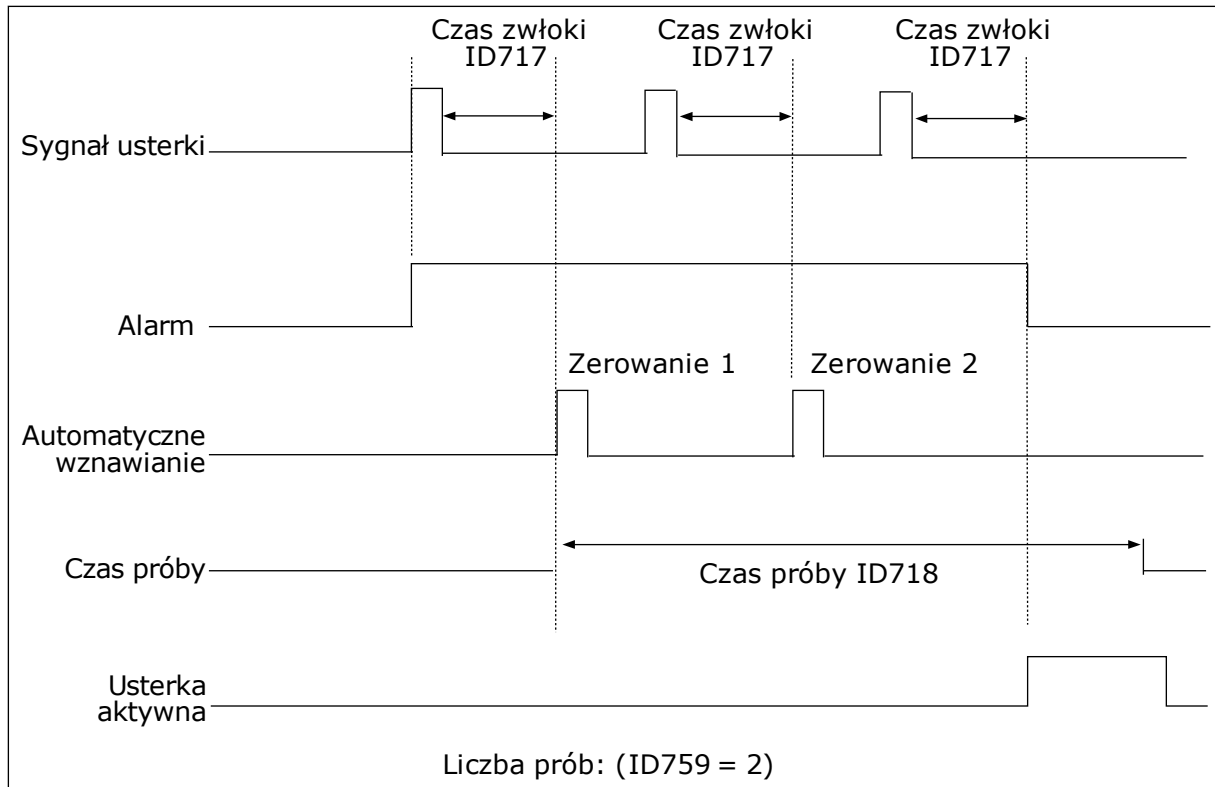 Czas zwłoki
ID717
Czas zwłoki
ID717
Czas zwłoki
ID717
Sygnał usterki
Alarm
Zerowanie 1
Zerowanie 2
Automatyczne
wznawianie
Czas próby
Czas próby ID718
Usterka
aktywna
Liczba prób: (ID759 = 2)